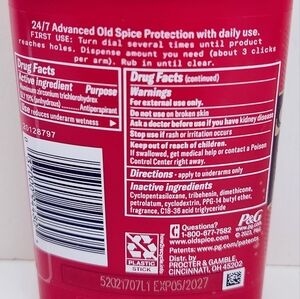 24/7 Advanced Old Spice Protection with daily use.
FIRST USE: Turn dial several times until product
reaches holes. Dispense amount you need (about 3 clicks
per arm). Rub in until clear.
Drug Facts
Active ingredient Purpose
Aluminum zirconium trichlorohydrex
(anhydrous) Antiperspirant
reduces underarm wetness
20128797
Drug Facts (continued)
Warnings
For external use only.
Do not use on broken skin
Ask a doctor before use if you have kidney disease
Stop use if rash or irritation occurs
Keep out of reach of children.
If swallowed, get medical help or contact a Poison
Control Center right away.
Directions - apply to underarms only
Inactive ingredients
Cyclopentasiloxane, tribehenin, dimethicone,
petrolatum, cyclodextrin, PPG-14 butyl ether,
fragrance, C18-36 acid triglyceride
Questions?
1-800-677-7582
www.oldspice.com
P&G
© 2023, P&G
Patents: www.pg.com/patents
Distr. by
PROCTER & GAMBLE,
CINCINNATI, OH 45202
PLASTIC
STICK
how2recycle.info
52021707L1 EXP05/2027